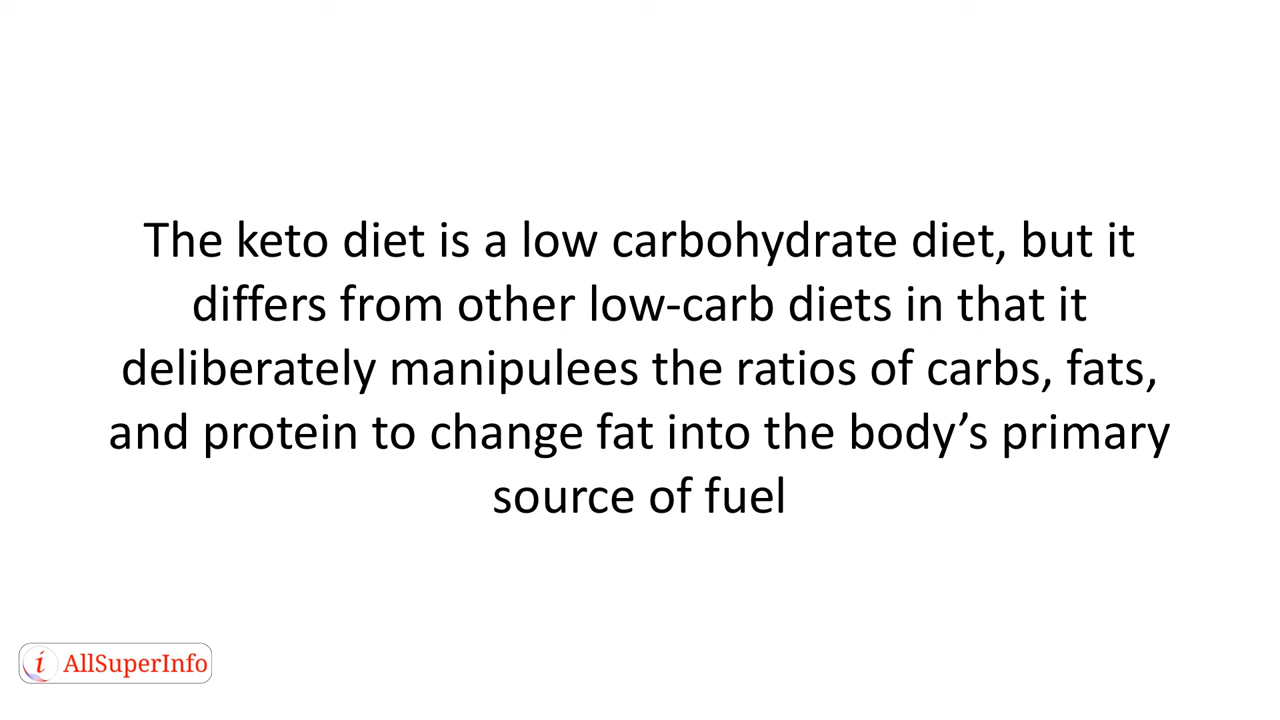 The keto diet is a low carbohydrate diet, but it
differs from other low-carb diets in that it
deliberately manipulees the ratios of carbs, fats,
and protein to change fat into the body’s primary
source of fuel
i AllSuperInfo